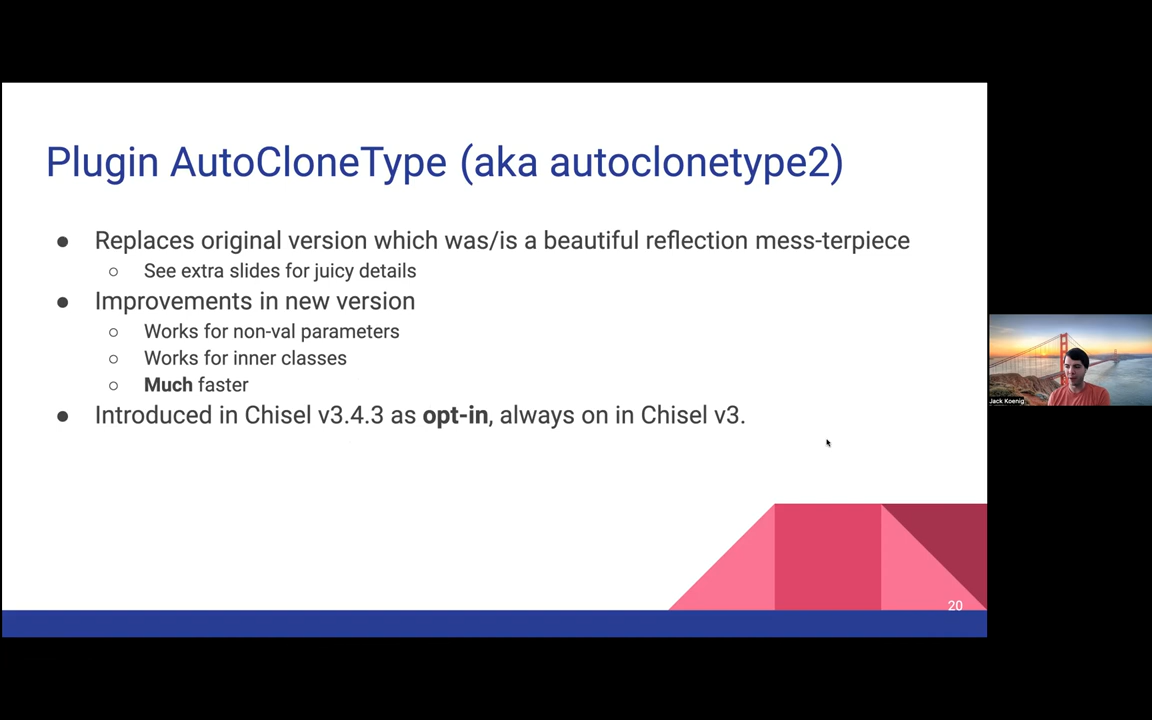 Plugin AutoCloneType (aka autoclonetype2)
● Replaces original version which was/is a beautiful reflection mess-terpiece
○ See extra slides for juicy details
● Improvements in new version
○ Works for non-val parameters
○ Works for inner classes
○ Much faster
● Introduced in Chisel v3.4.3 as opt-in, always on in Chisel v3.
Jack Koenig
20